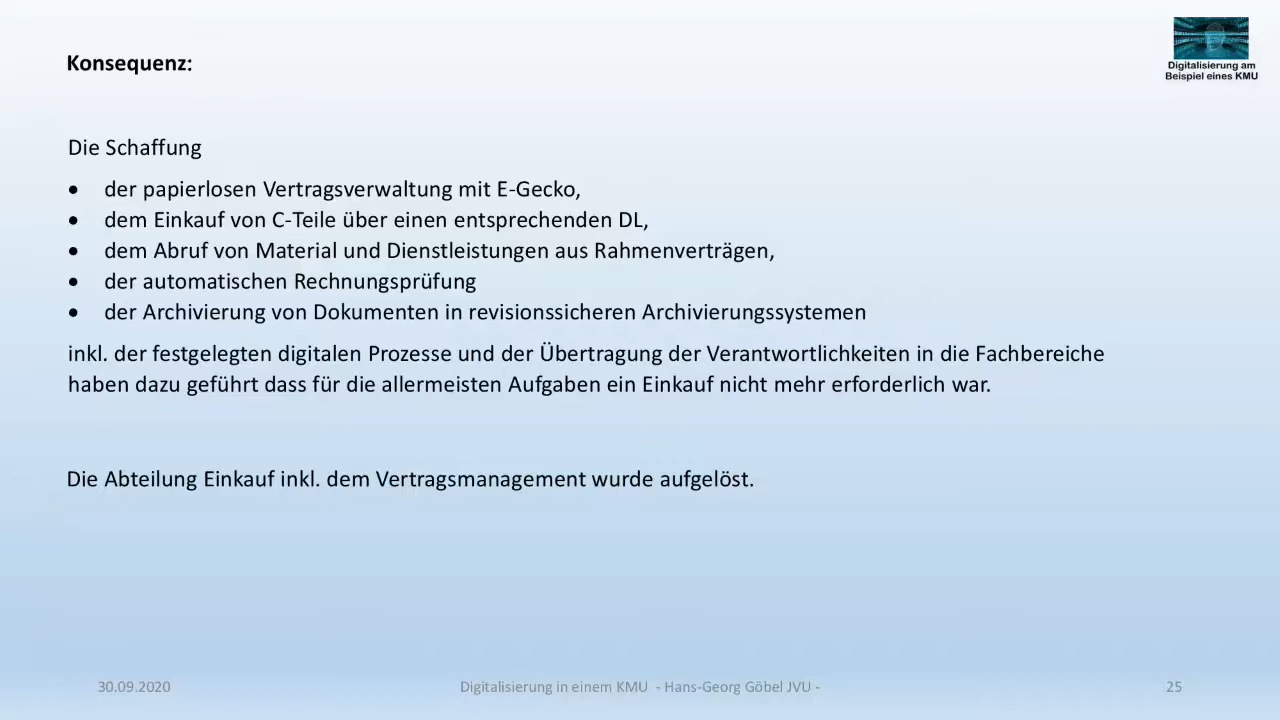 Digitalisierung am
Beispiel eines KMU
Konsequenz:
Die Schaffung
• der papierlosen Vertragsverwaltung mit E-Gecko,
• dem Einkauf von C-Teile über einen entsprechenden DL,
• dem Abruf von Material und Dienstleistungen aus Rahmenverträgen,
• der automatischen Rechnungsprüfung
• der Archivierung von Dokumenten in revisionssicheren Archivierungssystemen
inkl. der festgelegten digitalen Prozesse und der Übertragung der Verantwortlichkeiten in die Fachbereiche
haben dazu geführt dass für die allermeisten Aufgaben ein Einkauf nicht mehr erforderlich war.
Die Abteilung Einkauf inkl. dem Vertragsmanagement wurde aufgelöst.
30.09.2020
Digitalisierung in einem KMU - Hans-Georg Göbel JVU -
25